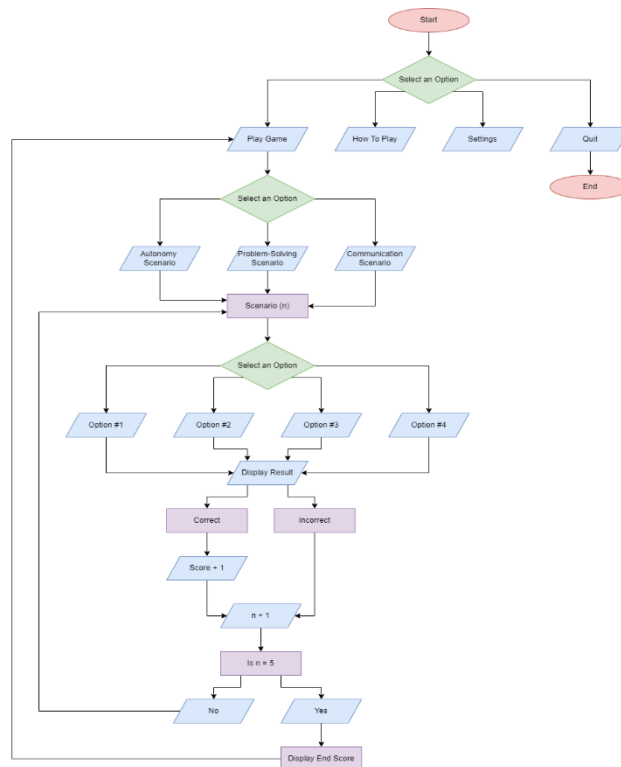 Start
Select an Option
Play Game
How To Play
Settings
Quit
End
Select an Option
Autonomy
Scenario
Problem-Solving
Scenario
Communication
Scenario
Scenario (n)
Select an Option
Option #1
Option #2
Option #3
Option #4
Display Result
Correct
Incorrect
Score + 1
n + 1
Is n = 5
No
Yes
Display End Score